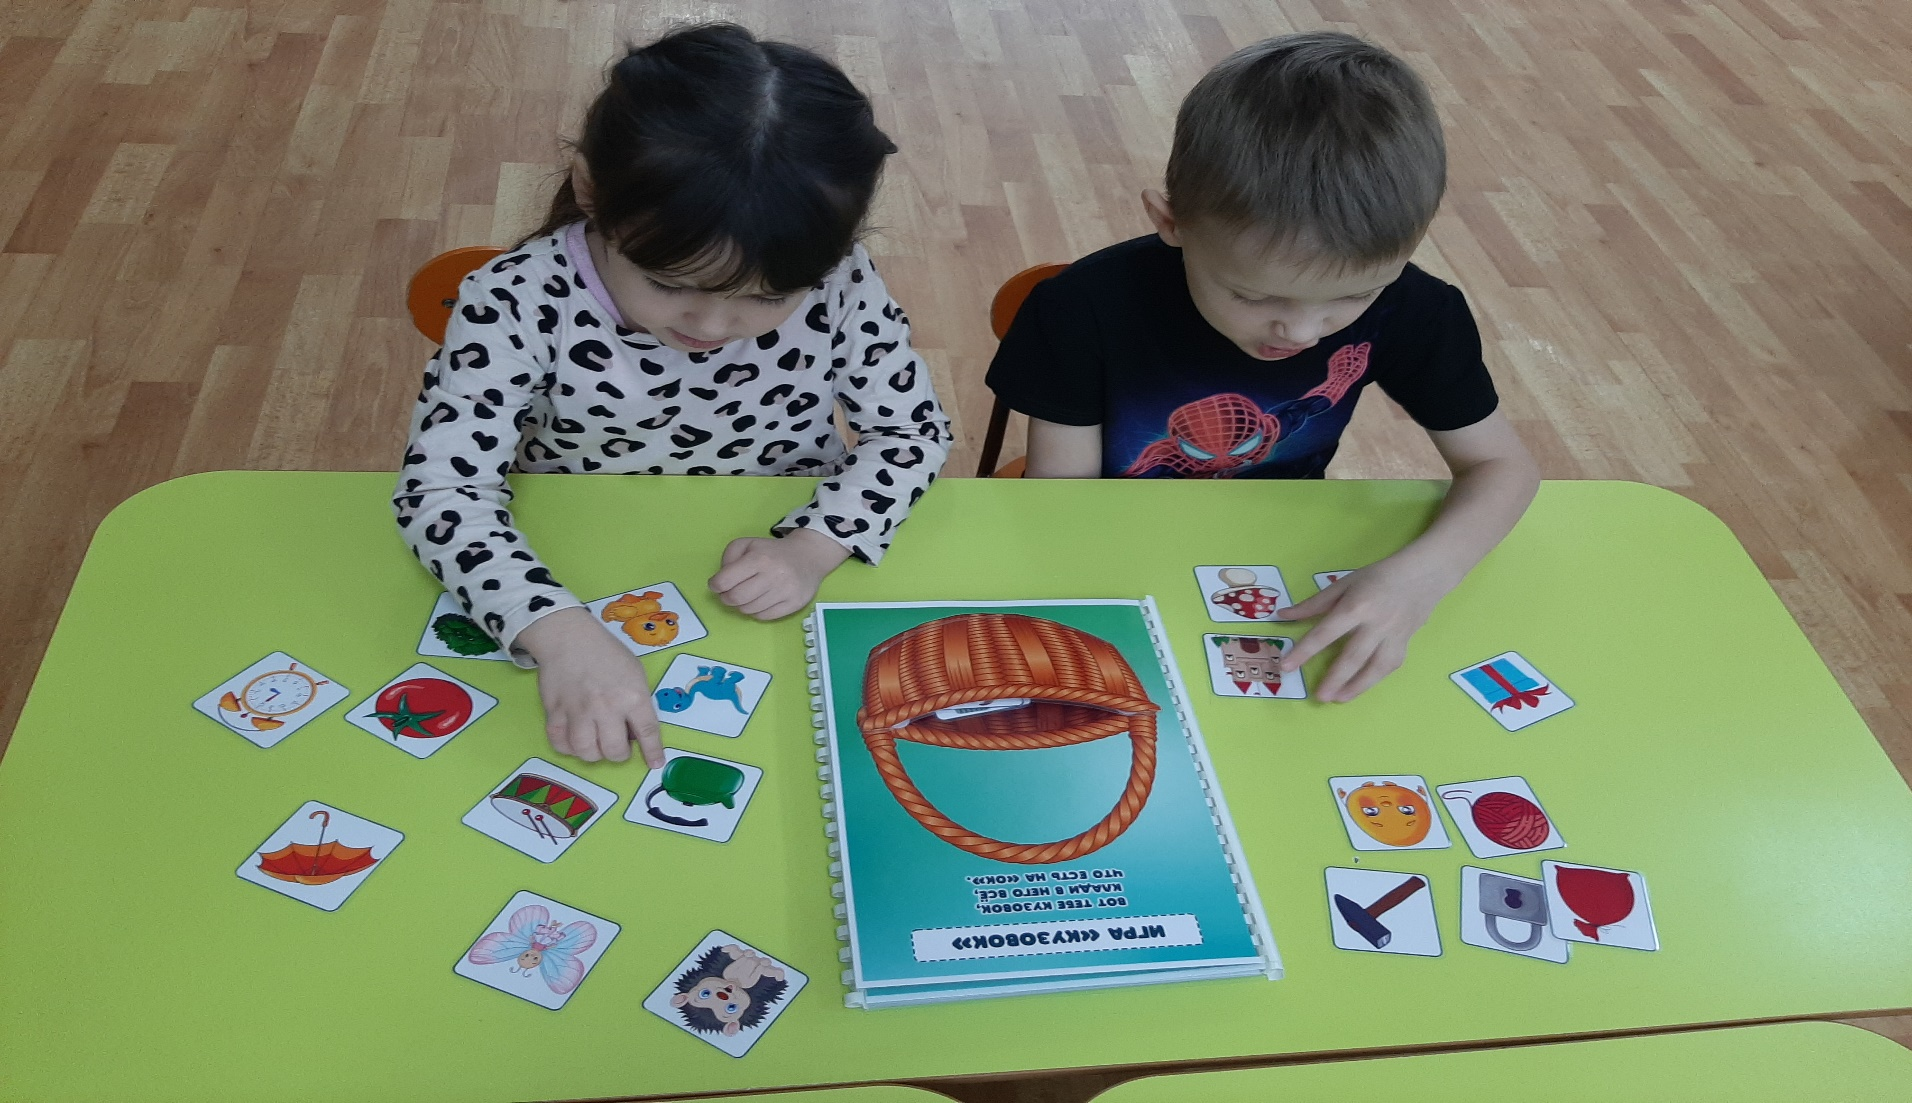 ИГРА «КУЗОВОК»
ВОТ ТЕБЕ КУЗОВОК,
КЛАДИ В НЕГО ВСЁ,
ЧТО ЕСТЬ НА «ОК».